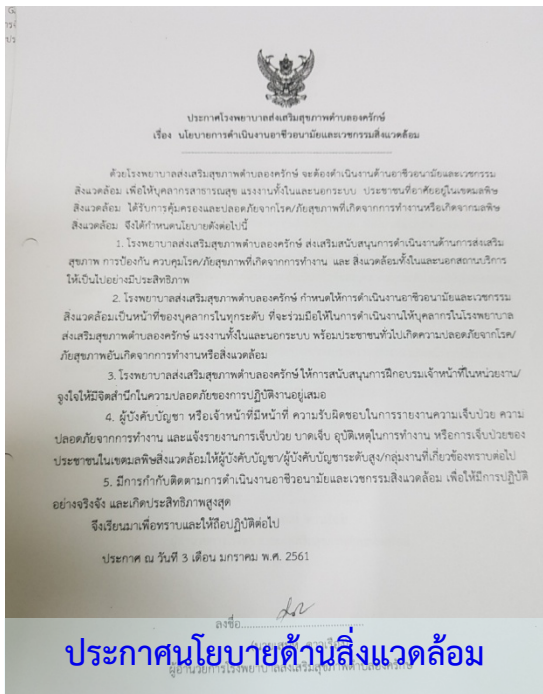 ประกาศโรงพยาบาลส่งเสริมสุขภาพตำบลองครักษ์
เรื่อง นโยบายการดำเนินงานอาชีวอนามัยและเวชกรรมสิ่งแวดล้อม
ด้วยโรงพยาบาลส่งเสริมสุขภาพตำบลองครักษ์ จะต้องดำเนินงานด้านอาชีวอนามัยและเวชกรรม
สิ่งแวดล้อม เพื่อให้บุคลากรสาธารณสุข แรงงานทั้งในและนอกระบบ ประชาชนที่อาศัยอยู่ในเขตมลพิษ
สิ่งแวดล้อม ได้รับการคุ้มครองและปลอดภัยจากโรค/ภัยสุขภาพที่เกิดจากการทำงานหรือเกิดจากมลพิษ
สิ่งแวดล้อม จึงได้กำหนดนโยบายดังต่อไปนี้
1. โรงพยาบาลส่งเสริมสุขภาพตำบลองครักษ์ ส่งเสริมสนับสนุนการดำเนินงานด้านการส่งเสริม
สุขภาพ การป้องกัน ควบคุมโรค/ภัยสุขภาพที่เกิดจากการทำงาน และ สิ่งแวดล้อมทั้งในและนอกสถานบริการ
ให้เป็นไปอย่างมีประสิทธิภาพ
2. โรงพยาบาลส่งเสริมสุขภาพตำบลองครักษ์ กำหนดให้การดำเนินงานอาชีวอนามัยและเวชกรรม
สิ่งแวดล้อมเป็นหน้าที่ของบุคลากรในทุกระดับ ที่จะร่วมมือให้ในการดำเนินงานให้บุคลากรในโรงพยาบาล
ส่งเสริมสุขภาพตำบลองครักษ์ แรงงานทั้งในและนอกระบบ พร้อมประชาชนทั่วไปเกิดความปลอดภัยจากโรค/
ภัยสุขภาพอันเกิดจากการทำงานหรือสิ่งแวดล้อม
3. โรงพยาบาลส่งเสริมสุขภาพตำบลองครักษ์ ให้การสนับสนุนการฝึกอบรมเจ้าหน้าที่ในหน่วยงาน/
จูงใจให้มีจิตสำนึกในความปลอดภัยของการปฏิบัติงานอยู่เสมอ
4. ผู้บังคับบัญชา หรือเจ้าหน้าที่มีหน้าที่ ความรับผิดชอบในการรายงานความเจ็บป่วย ความ
ปลอดภัยจากการทำงาน และแจ้งรายงานการเจ็บป่วย บาดเจ็บ อุบัติเหตุในการทำงาน หรือการเจ็บป่วยของ
ประชาชนในเขตมลพิษสิ่งแวดล้อมให้ผู้บังคับบัญชา/ผู้บังคับบัญชาระดับสูง/กลุ่มงานที่เกี่ยวข้องทราบต่อไป
5. มีการกำกับติดตามการดำเนินงานอาชีวอนามัยและเวชกรรมสิ่งแวดล้อม เพื่อให้มีการปฏิบัติ
อย่างจริงจัง และเกิดประสิทธิภาพสูงสุด
จึงเรียนมาเพื่อทราบและให้ถือปฏิบัติต่อไป
ประกาศ ณ วันที่ 3 เดือน มกราคม พ.ศ. 2561
ลงชื่อ
ประกาศนโยบายด้านสิ่งแวดล้อม
ผู้อำนวยการโรงพยาบาลส่งเสริมสุขภาพตำบลองครักษ์